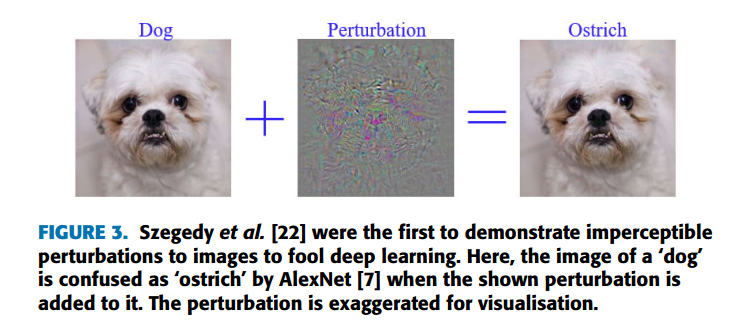 Dog Perturbation Ostrich
FIGURE 3. Szegedy et al. [22] were the first to demonstrate imperceptible
perturbations to images to fool deep learning. Here, the image of a ‘dog’
is confused as ‘ostrich’ by AlexNet [7] when the shown perturbation is
added to it. The perturbation is exaggerated for visualisation.